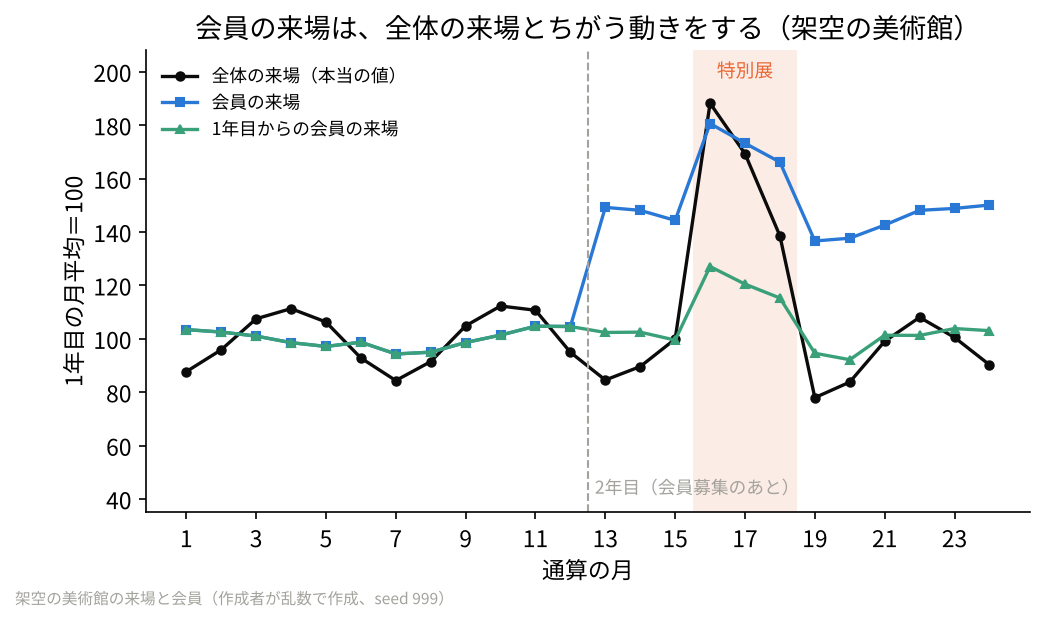 会員の来場は、全体の来場とちがう動きをする（架空の美術館）
全体の来場（本当の値）
会員の来場
1年目からの会員の来場
特別展
2年目（会員募集のあと）
1年目の月平均＝100
200
180
160
140
120
100
80
60
40
1 3 5 7 9 11 13 15 17 19 21 23
通算の月
架空の美術館の来場と会員（作成者が乱数で作成、seed 999）